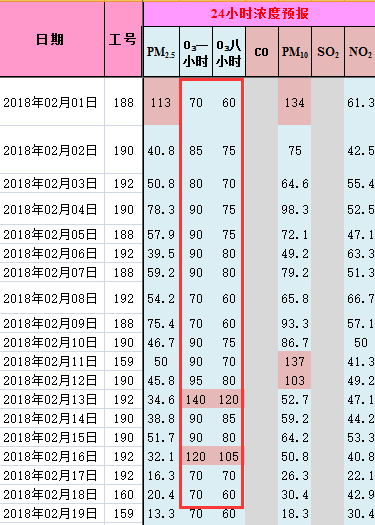 24小时浓度预报
日期 工号 PM2.5 O3一小时 O3八小时 CO PM10 SO2 NO2
2018年02月01日 188 113 70 60 134 61.3
2018年02月02日 190 40.8 85 75 75 42.5
2018年02月03日 192 50.8 80 70 64.6 55.4
2018年02月04日 190 78.3 90 75 98.3 52.5
2018年02月05日 188 57.9 90 75 72.1 47.1
2018年02月06日 192 39.5 90 80 49.2 63.3
2018年02月07日 188 59.2 90 80 79.2 51.3
2018年02月08日 192 54.2 70 60 65.8 66.7
2018年02月09日 188 75.4 70 60 93.3 57.1
2018年02月10日 190 46.7 90 75 86.7 50
2018年02月11日 159 50 90 70 137 41.3
2018年02月12日 190 45.8 95 80 103 49.2
2018年02月13日 192 34.6 140 120 52.7 47.1
2018年02月14日 190 38.8 90 85 59.2 44.2
2018年02月15日 190 51.7 90 80 64.2 53.3
2018年02月16日 192 32.1 120 105 50.8 40.8
2018年02月17日 192 16.3 70 70 26.3 22.1
2018年02月18日 160 20.4 70 60 30.4 42.9
2018年02月19日 159 13.3 70 60 18.3 30.4